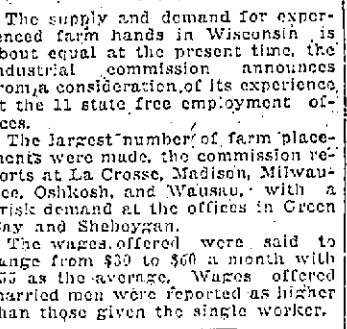 The supply and demand for exper-
enced farm hands in Wisconsin is
bout equal at the present time, the
ndustrial commission announces
rom a consideration of its experience
t the 11 state free employment of-
ices.
The largest number of farm place-
ments were made, the commission re-
orts at La Crosse, Madison, Milwau-
ee, Oshkosh, and Wausau, with a
risk demand at the offices in Green
ay and Sheboygan.
The wages offered were said to
ange from $30 to $60 a month with
55 as the average. Wages offered
married men were reported as higher
than those given the single worker.